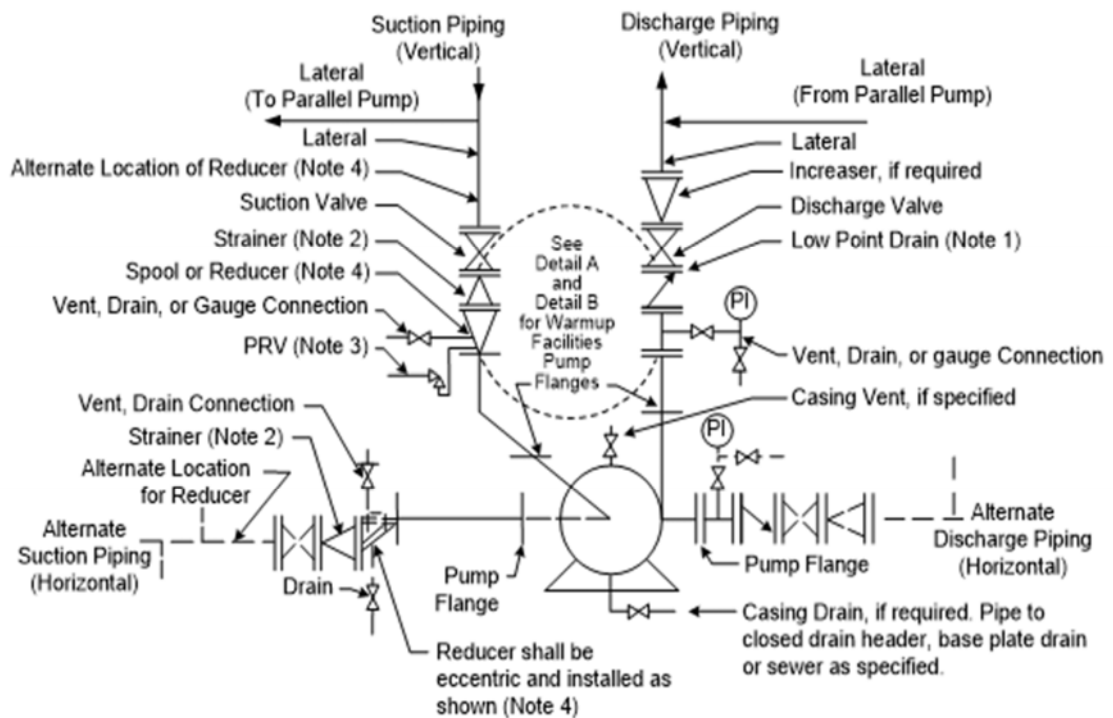 Suction Piping
(Vertical)
Discharge Piping
(Vertical)
Lateral
(To Parallel Pump)
Lateral
(From Parallel Pump)
Lateral
Alternate Location of Reducer (Note 4)
Suction Valve
Strainer (Note 2)
Spool or Reducer (Note 4)
Vent, Drain, or Gauge Connection
PRV (Note 3)
See
Detail A
and
Detail B
for Warmup
Facilities
Pump
Flanges
Lateral
Increaser, if required
Discharge Valve
Low Point Drain (Note 1)
PI
Vent, Drain, or gauge Connection
Casing Vent, if specified
PI
Vent, Drain Connection
Strainer (Note 2)
Alternate Location
for Reducer
Alternate
Suction Piping
(Horizontal)
Drain
Pump
Flange
Pump Flange
Alternate
Discharge Piping
(Horizontal)
Reducer shall be
eccentric and installed as
shown (Note 4)
Casing Drain, if required. Pipe to
closed drain header, base plate drain
or sewer as specified.